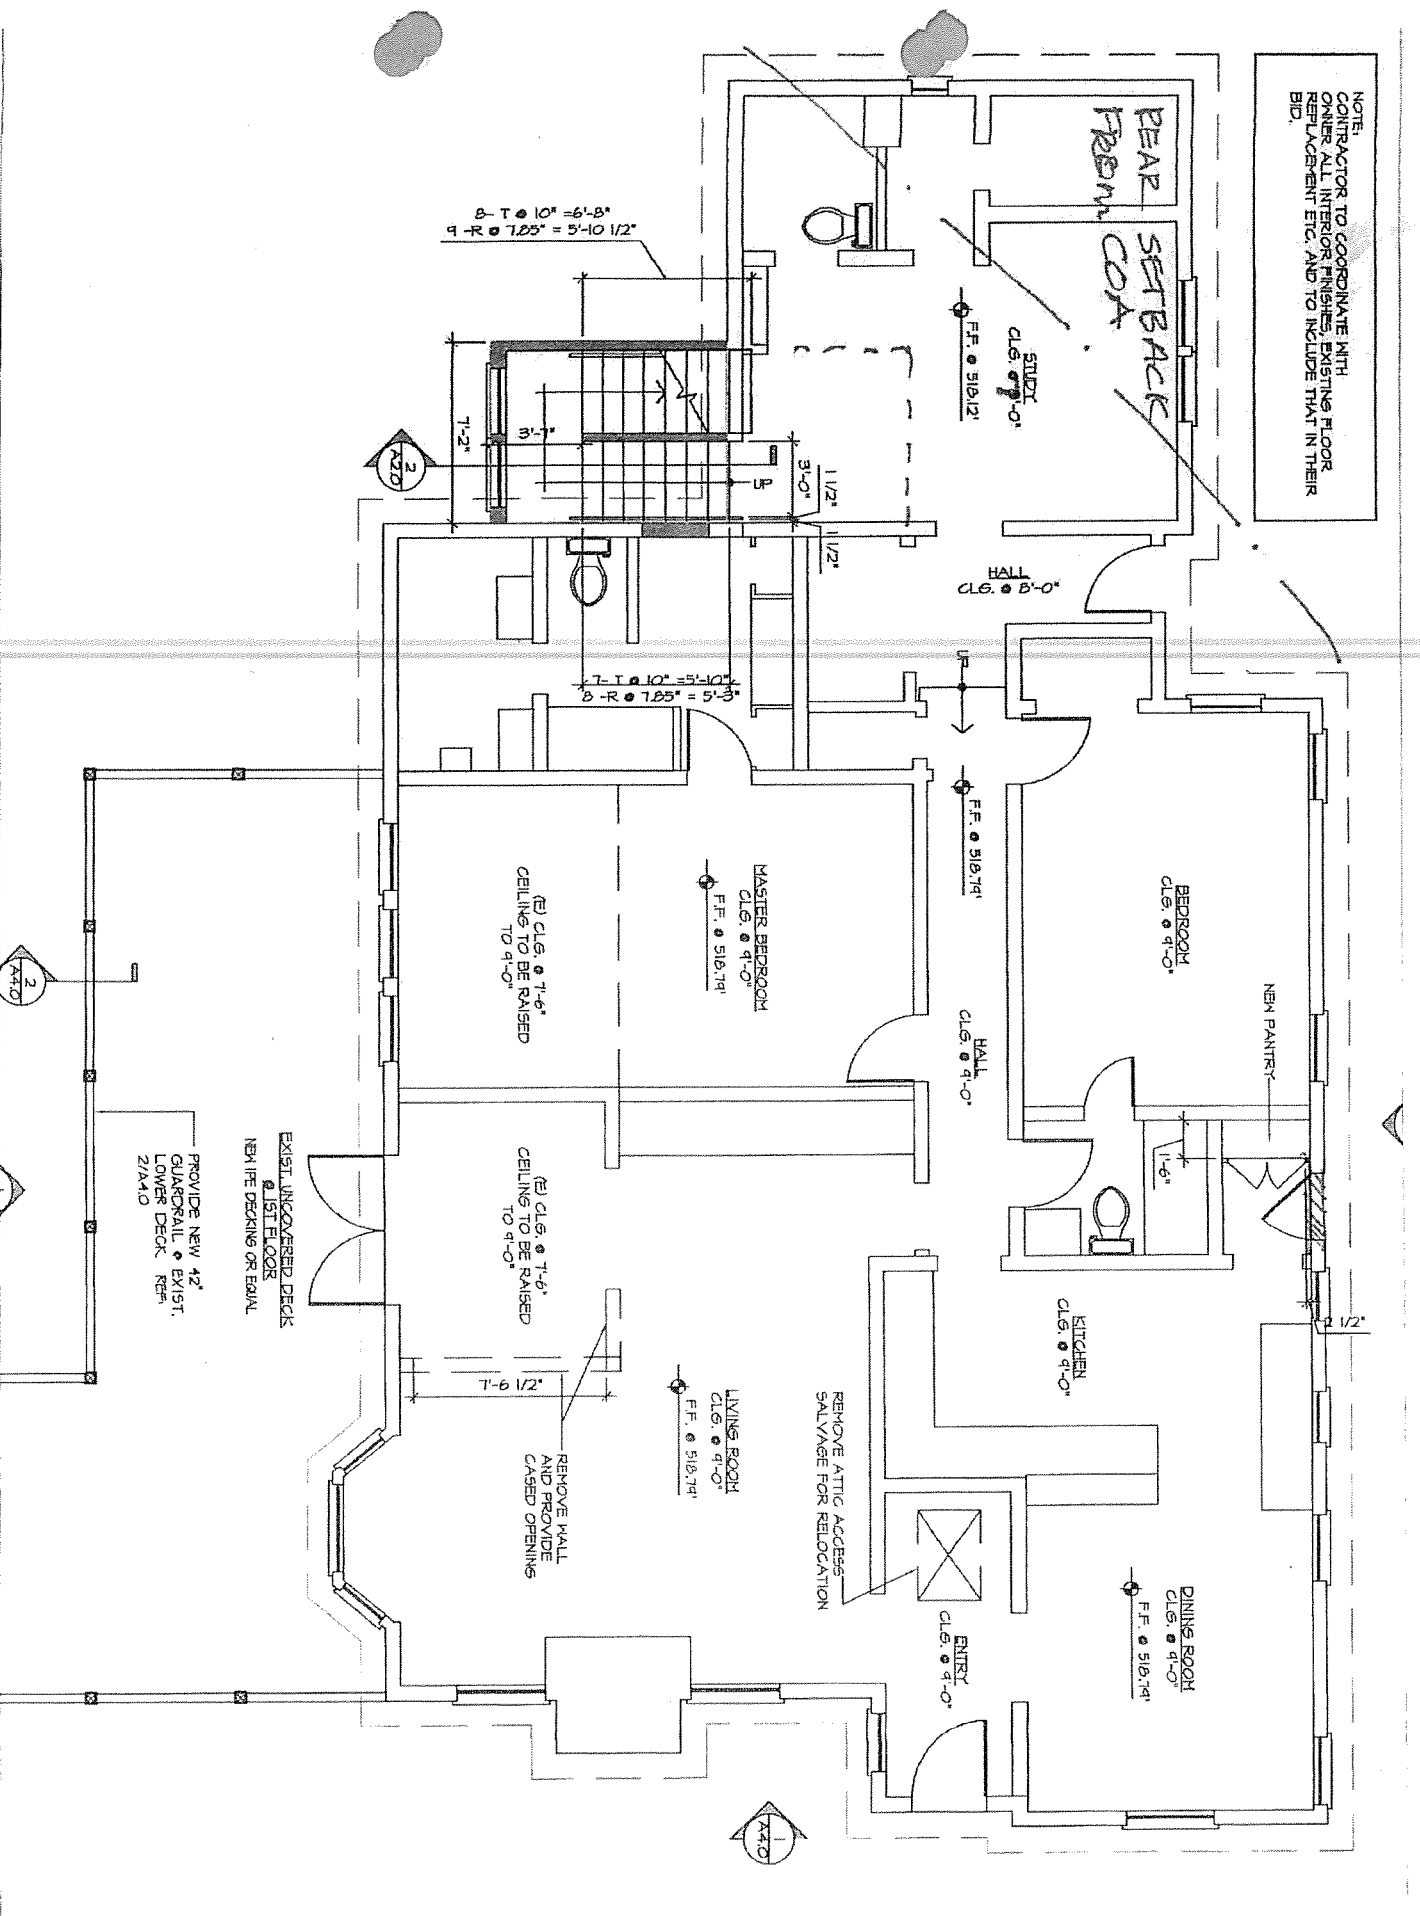 NOTE:
CONTRACTOR TO COORDINATE WITH
OWNER ALL INTERIOR FINISHES, EXISTING FLOOR
REPLACEMENT ETC. AND TO INCLUDE THAT IN THEIR
BID.
REAR SETBACK
FROM COA
8- T @ 10" =6'-8"
9 -R @ 7.85" = 5'-10 1/2"
STUDY
CLG. @ '-0"
F.F. @ 518.12'
7'-2"
3'-7"
2
A2.0
UP
3'-0"
1 1/2"
1 1/2"
HALL
CLG. @ 8'-0"
UP
7- T @ 10" =5'-10"
8 -R @ 7.85" = 5'-3"
F.F. @ 518.79'
BEDROOM
CLG. @ 9'-0"
MASTER BEDROOM
CLG. @ 9'-0"
F.F. @ 518.79'
(E) CLG. @ 7'-6"
CEILING TO BE RAISED
TO 9'-0"
2
A4.0
HALL
CLG. @ 9'-0"
NEW PANTRY
1'-6"
PROVIDE NEW 42"
GUARDRAIL @ EXIST.
LOWER DECK REF:
2/A4.0
EXIST. UNCOVERED DECK
@ 1ST FLOOR
NEW IPE DECKING OR EQUAL
(E) CLG. @ 7'-6"
CEILING TO BE RAISED
TO 9'-0"
KITCHEN
CLG. @ 9'-0"
2 1/2"
7'-6 1/2"
LIVING ROOM
CLG. @ 9'-0"
F.F. @ 518.79'
REMOVE WALL
AND PROVIDE
CASED OPENING
REMOVE ATTIC ACCESS
SALVAGE FOR RELOCATION
DINING ROOM
CLG. @ 9'-0"
F.F. @ 518.79'
ENTRY
CLG. @ 9'-0"
A4.0